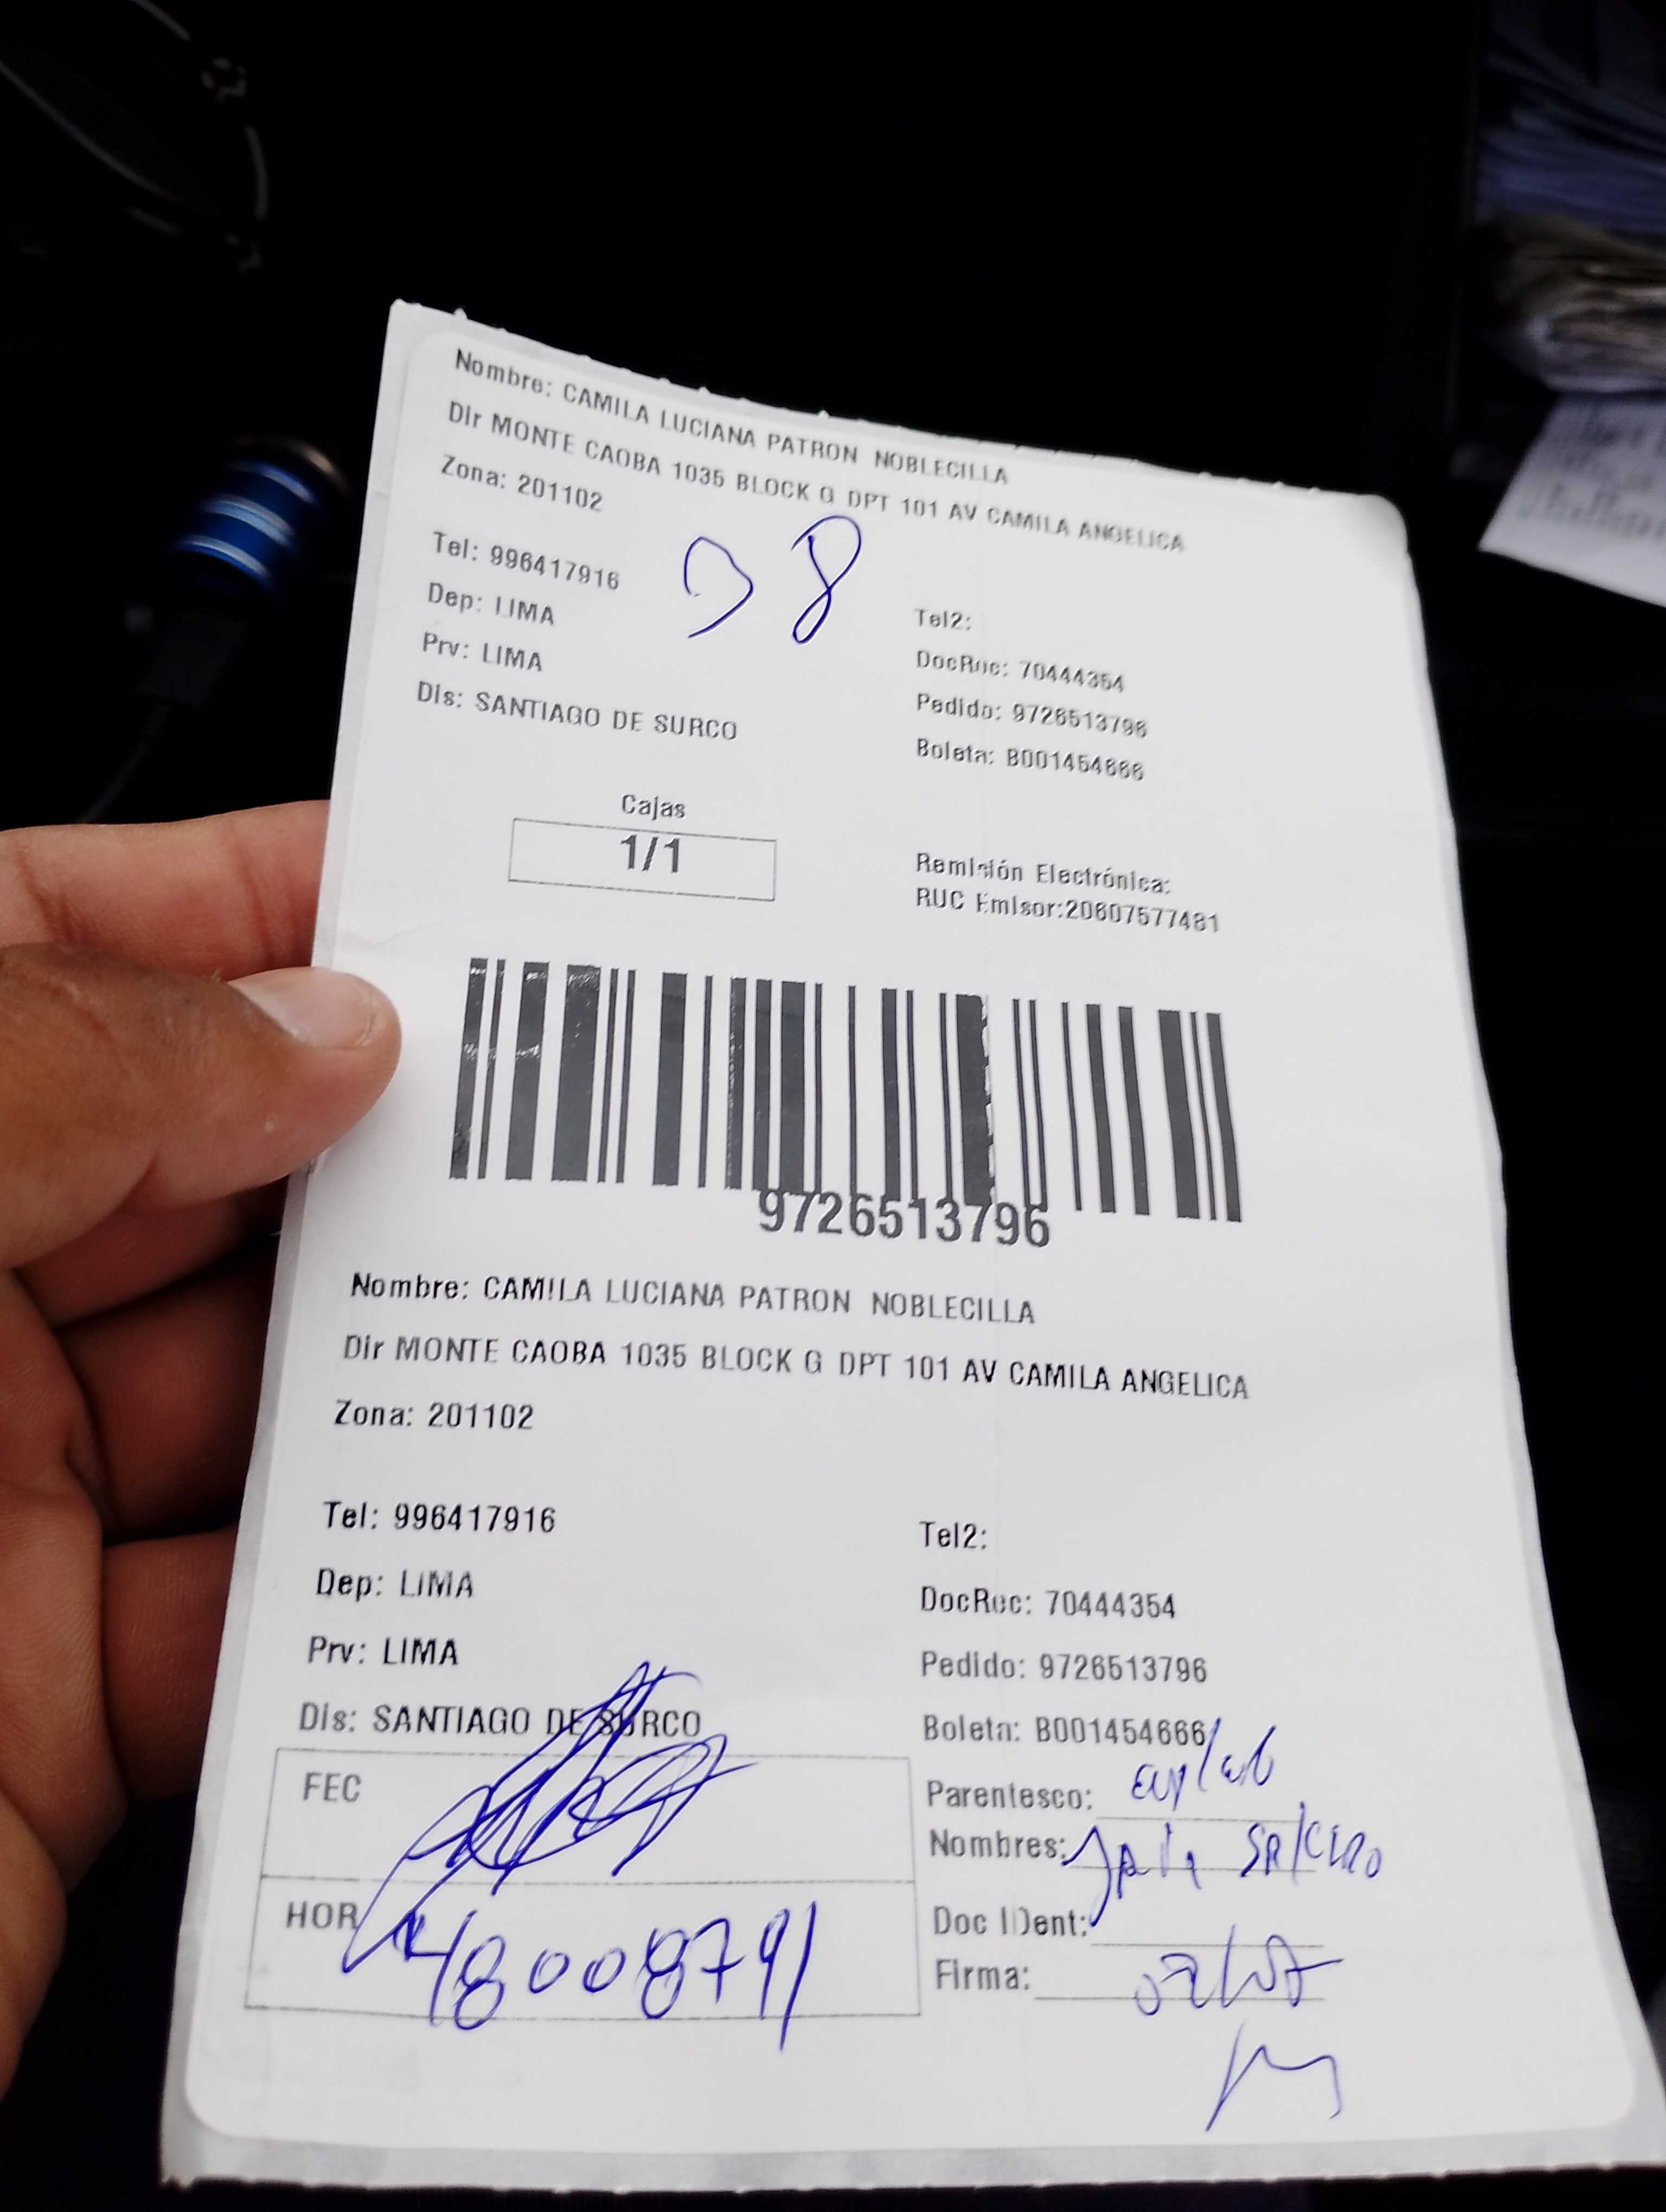 Nombre: CAMILA LUCIANA PATRON NOBLECILLA
Dir MONTE CAOBA 1035 BLOCK G DPT 101 AV CAMILA ANGELICA
Zona: 201102
38
Tel: 996417916
Tel2:
Dep: LIMA
DocRec: 70444354
Prv: LIMA
Pedido: 9726513796
Dis: SANTIAGO DE SURCO
Boleta: B001454666
Cajas
1/1
Remisión Electrónica:
RUC Emisor:20607577481
9726513796
Nombre: CAMILA LUCIANA PATRON NOBLECILLA
Dir MONTE CAOBA 1035 BLOCK G DPT 101 AV CAMILA ANGELICA
Zona: 201102
Tel: 996417916
Tel2:
Dep: LIMA
DocRec: 70444354
Prv: LIMA
Pedido: 9726513796
Dis: SANTIAGO DE SURCO
Boleta: B001454666
FEC
Parentesco:
Nombres:
HOR 48008791
Doc IDent:
Firma: